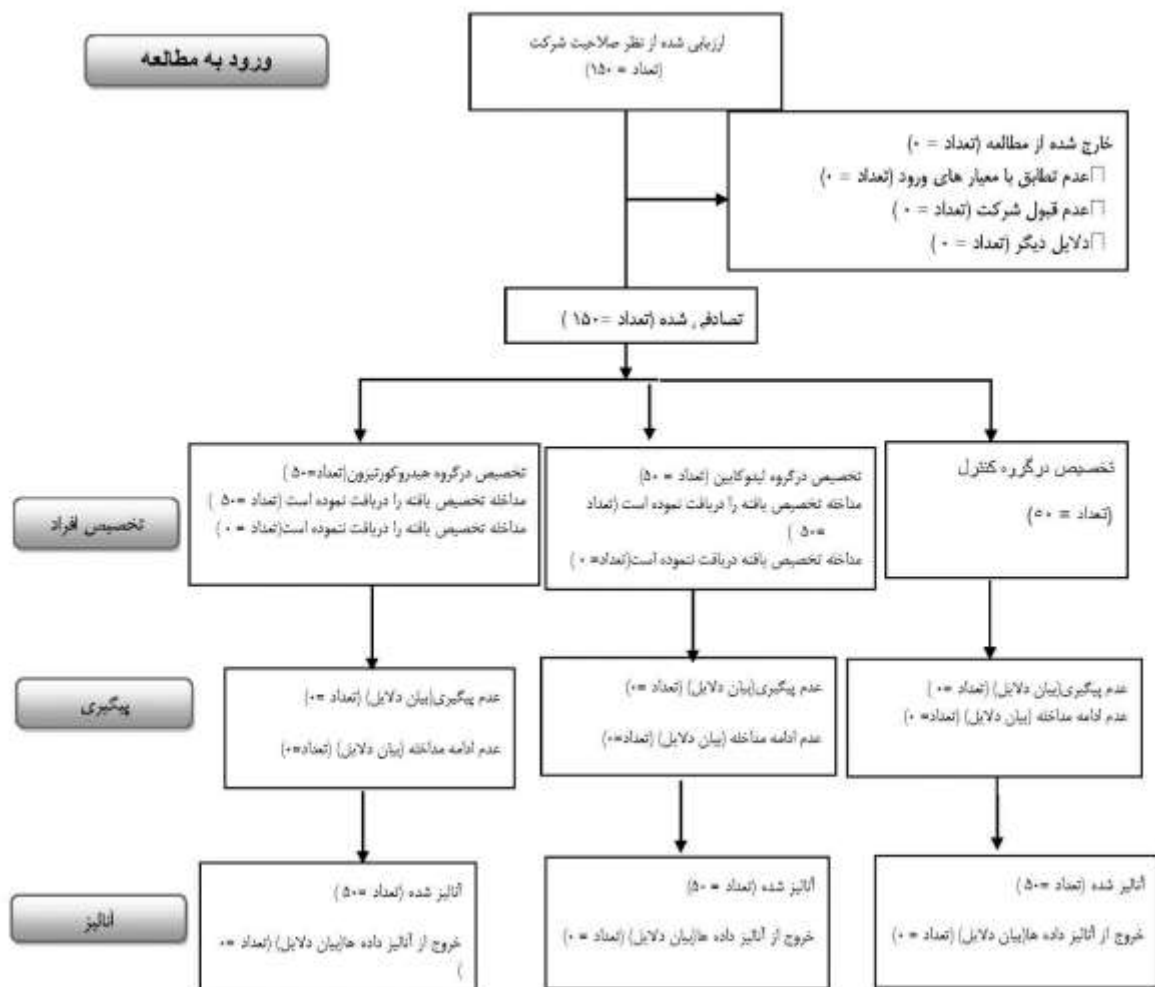 ورود به مطالعه
ارزیابی شده از نظر صلاحیت شرکت
(تعداد = ۱۵۰)
خارج شده از مطالعه (تعداد = ۰)
□عدم تطابق با معیار های ورود (تعداد = ۰)
□عدم قبول شرکت (تعداد = ۰ )
□دلایل دیگر (تعداد = ۰ )
تصادفی شده (تعداد =۱۵۰ )
تخصیص افراد
تخصیص درگروه کنترل
(تعداد = ۵۰)
تخصیص درگروه لیدوکایین (تعداد = ۵۰)
مداخله تخصیص یافته را دریافت نموده است (تعداد
=۵۰ )
مداخله تخصیص یافته دریافت ننموده است(تعداد= ۰ )
تخصیص درگروه هیدروکورتیزون(تعداد=۵۰ )
مداخله تخصیص یافته را دریافت نموده است (تعداد =۵۰ )
مداخله تخصیص یافته را دریافت ننموده است(تعداد = ۰ )
پیگیری
عدم پیگیری(بیان دلایل) (تعداد =۰ )
عدم ادامه مداخله (بیان دلایل) (تعداد=۰ )
عدم پیگیری(بیان دلایل) (تعداد =۰)
عدم ادامه مداخله (بیان دلایل) (تعداد=۰)
عدم پیگیری(بیان دلایل) (تعداد =۰)
عدم ادامه مداخله (بیان دلایل) (تعداد=۰)
آنالیز
آنالیز شده (تعداد =۵۰ )
خروج از آنالیز داده ها(بیان دلایل) (تعداد = ۰)
آنالیز شده (تعداد = ۵۰)
خروج از آنالیز داده ها(بیان دلایل) (تعداد = ۰)
آنالیز شده (تعداد =۵۰ )
خروج از آنالیز داده ها(بیان دلایل) (تعداد =۰
)